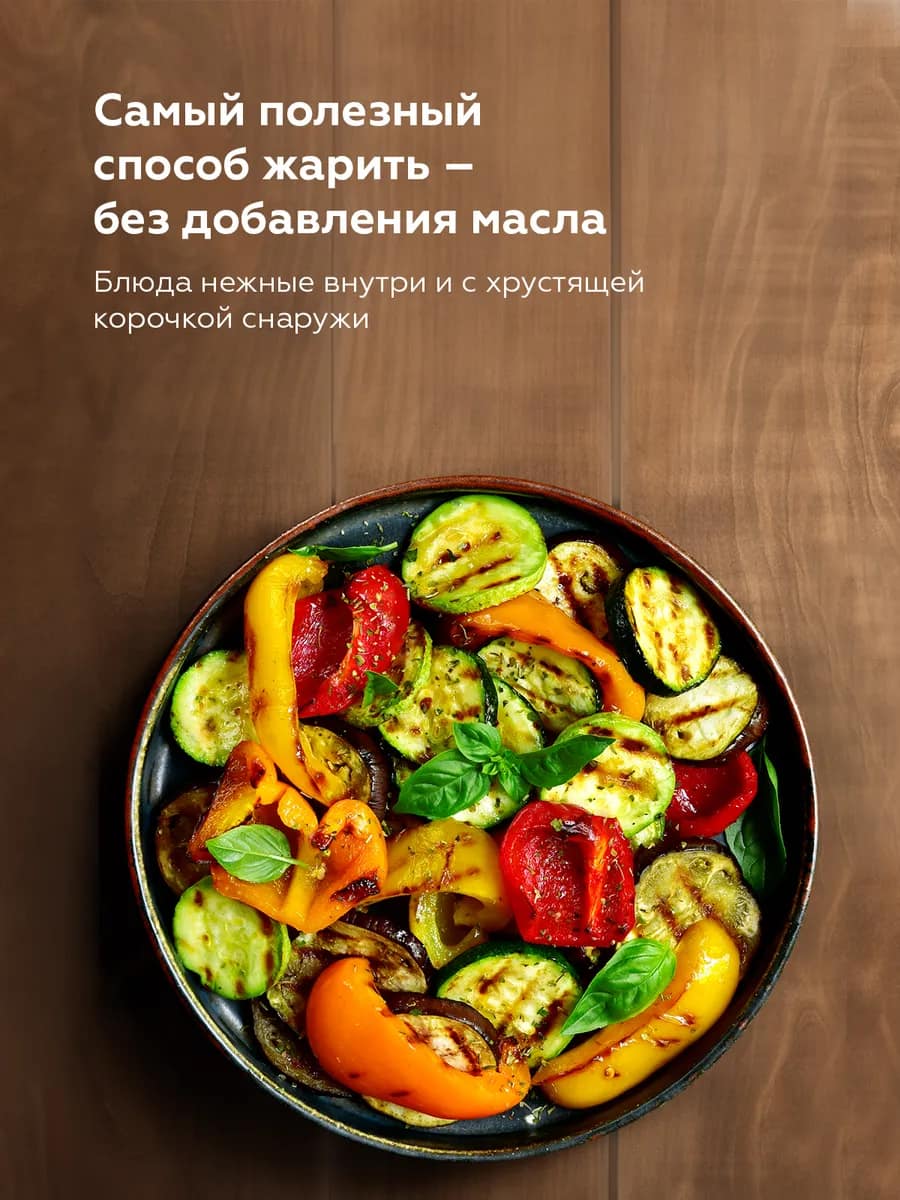 Самый полезный
способ жарить –
без добавления масла
Блюда нежные внутри и с хрустящей
корочкой снаружи